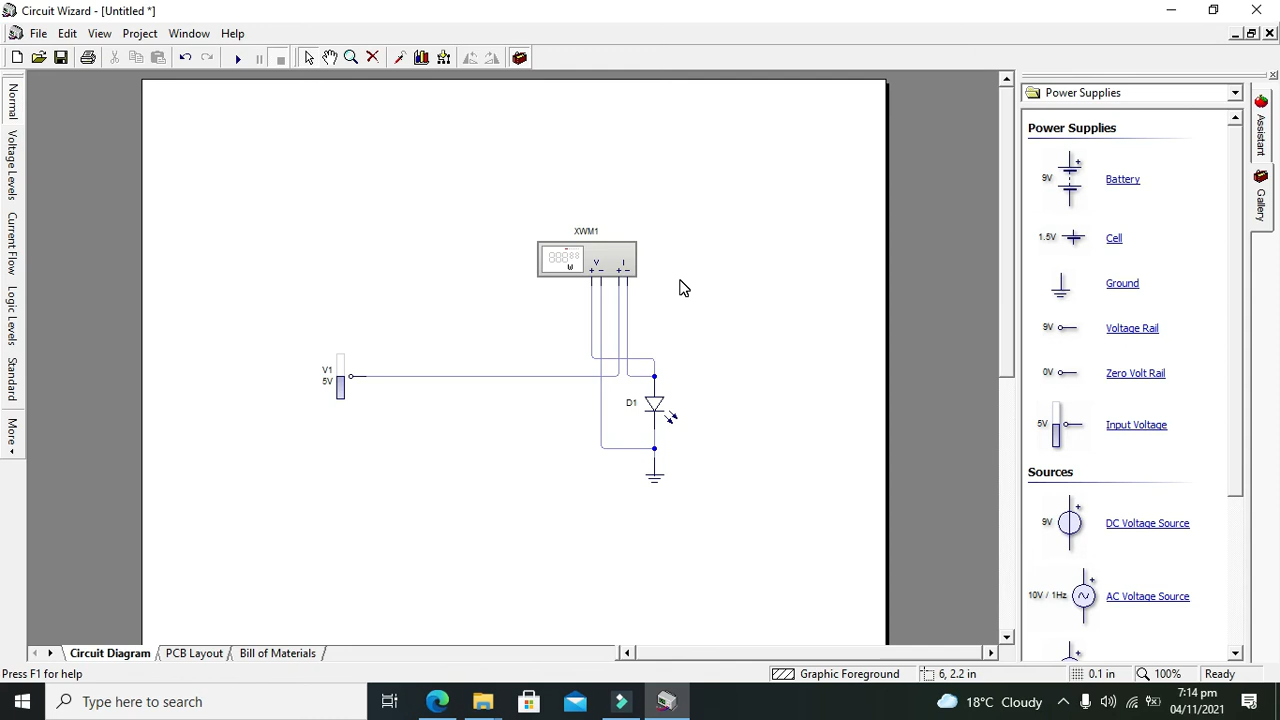 Circuit Wizard - [Untitled *]
File Edit View Project Window Help
Normal
Voltage Levels
Current Flow
Logic Levels
Standard
More
XWM1
V I
+ - + -
W
V1
5V
D1
Power Supplies
Power Supplies
9V Battery
1.5V Cell
Ground
9V Voltage Rail
0V Zero Volt Rail
5V Input Voltage
Sources
9V DC Voltage Source
10V / 1Hz AC Voltage Source
Assistant
Gallery
Circuit Diagram PCB Layout Bill of Materials
Press F1 for help Graphic Foreground 6, 2.2 in 0.1 in 100% Ready
Type here to search 18°C Cloudy 7:14 pm
04/11/2021